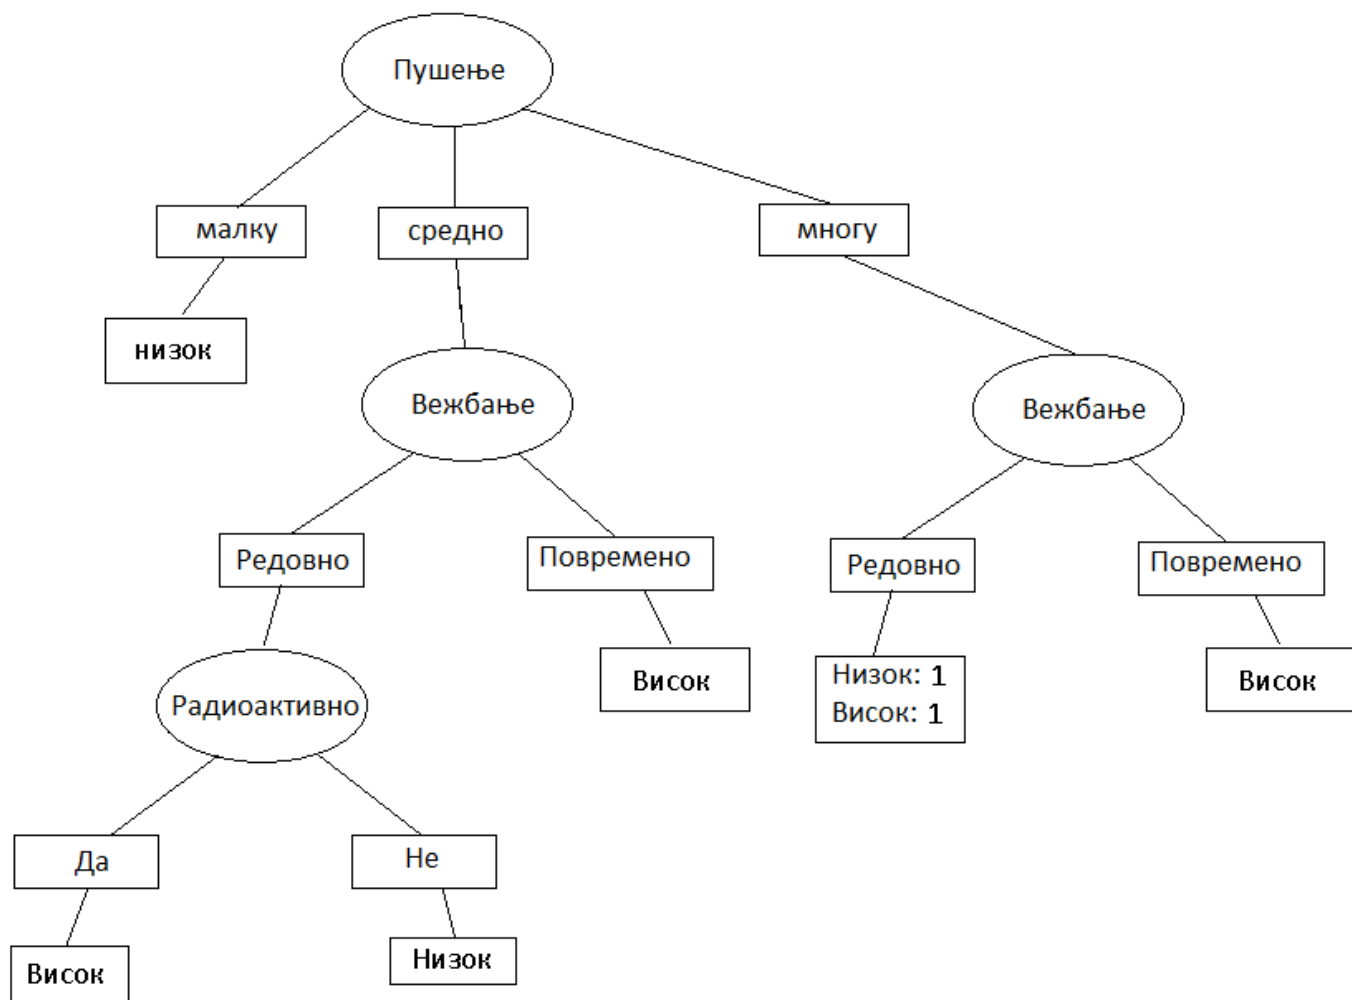 Пушење
малку
средно
многу
низок
Вежбање
Вежбање
Редовно
Повремено
Редовно
Повремено
Висок
Низок: 1
Висок: 1
Висок
Радиоактивно
Да
Не
Висок
Низок